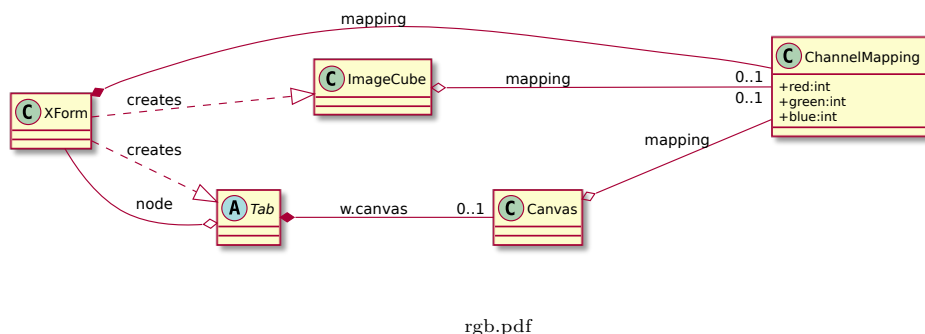 mapping
C ImageCube
mapping
0..1
0..1
C ChannelMapping
+red:int
+green:int
+blue:int
creates
C XForm
creates
mapping
node
A Tab
w.canvas
0..1
C Canvas
rgb.pdf